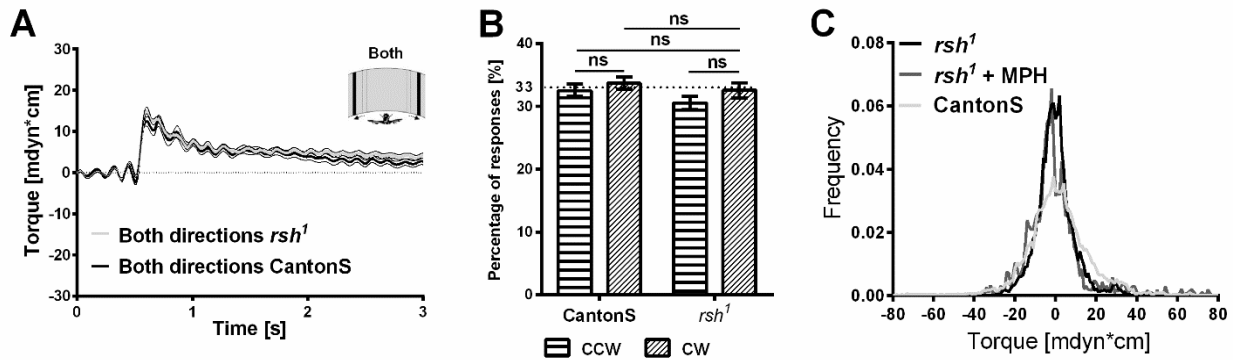 A
Torque [mdyn*cm]
30
20
10
0
-10
-20
-30
Both
Both directions rsh¹
Both directions CantonS
0
1
2
3
Time [s]
B
Percentage of responses [%]
40
33
30
20
10
0
ns
ns
ns
ns
CantonS
rsh¹
CCW
CW
C
Frequency
0.08
0.06
0.04
0.02
0.00
rsh¹
rsh¹ + MPH
CantonS
-80 -60 -40 -20 0 20 40 60 80
Torque [mdyn*cm]